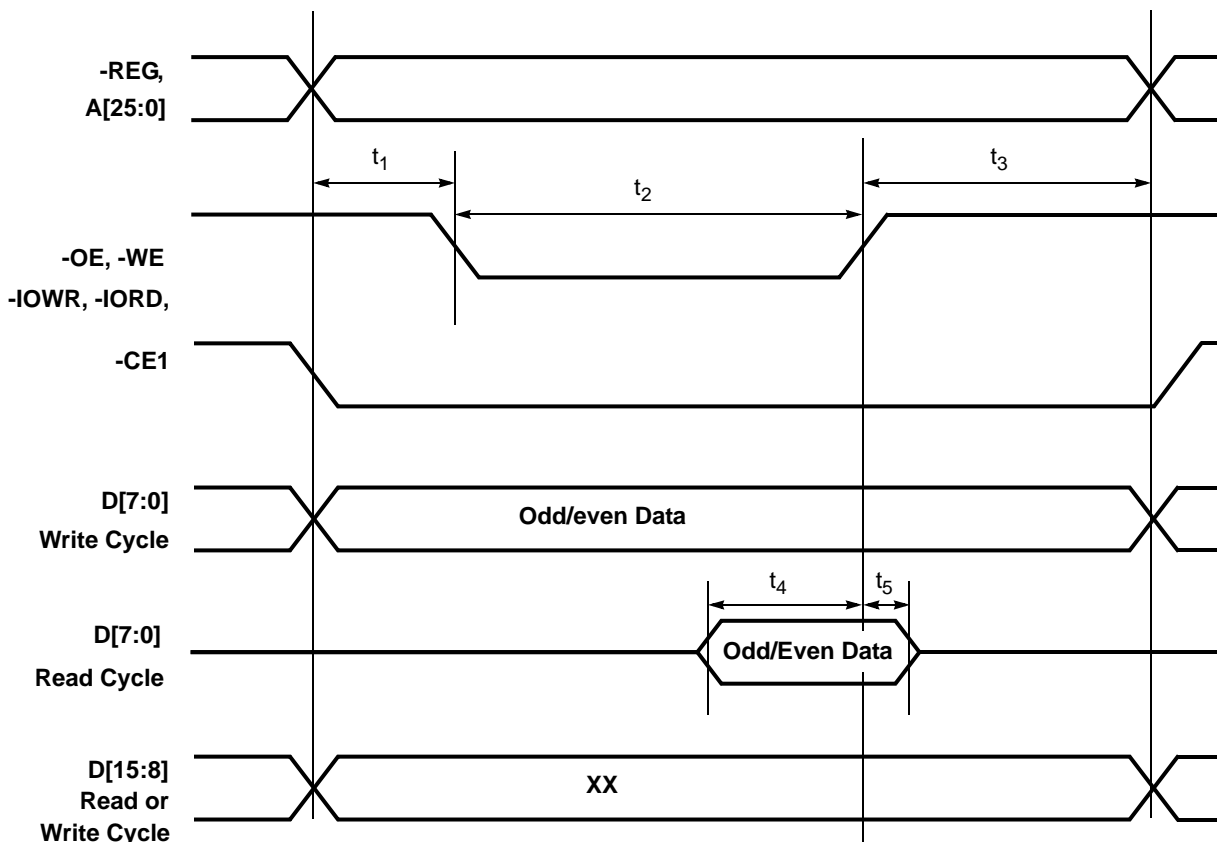 -REG,
A[25:0]
t1
t2
t3
-OE, -WE
-IOWR, -IORD,
-CE1
D[7:0]
Write Cycle
Odd/even Data
t4
t5
D[7:0]
Read Cycle
Odd/Even Data
D[15:8]
Read or
Write Cycle
XX